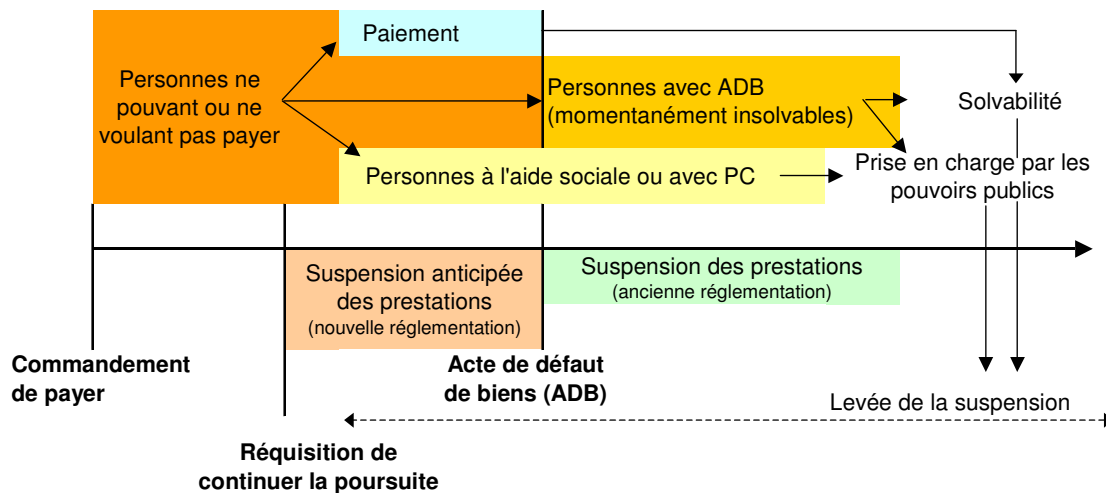 Paiement
Personnes ne
pouvant ou ne
voulant pas payer
Personnes avec ADB
(momentanément insolvables)
Solvabilité
Personnes à l'aide sociale ou avec PC
Prise en charge par les
pouvoirs publics
Suspension anticipée
des prestations
(nouvelle réglementation)
Suspension des prestations
(ancienne réglementation)
Commandement
de payer
Acte de défaut
de biens (ADB)
Levée de la suspension
Réquisition de
continuer la poursuite